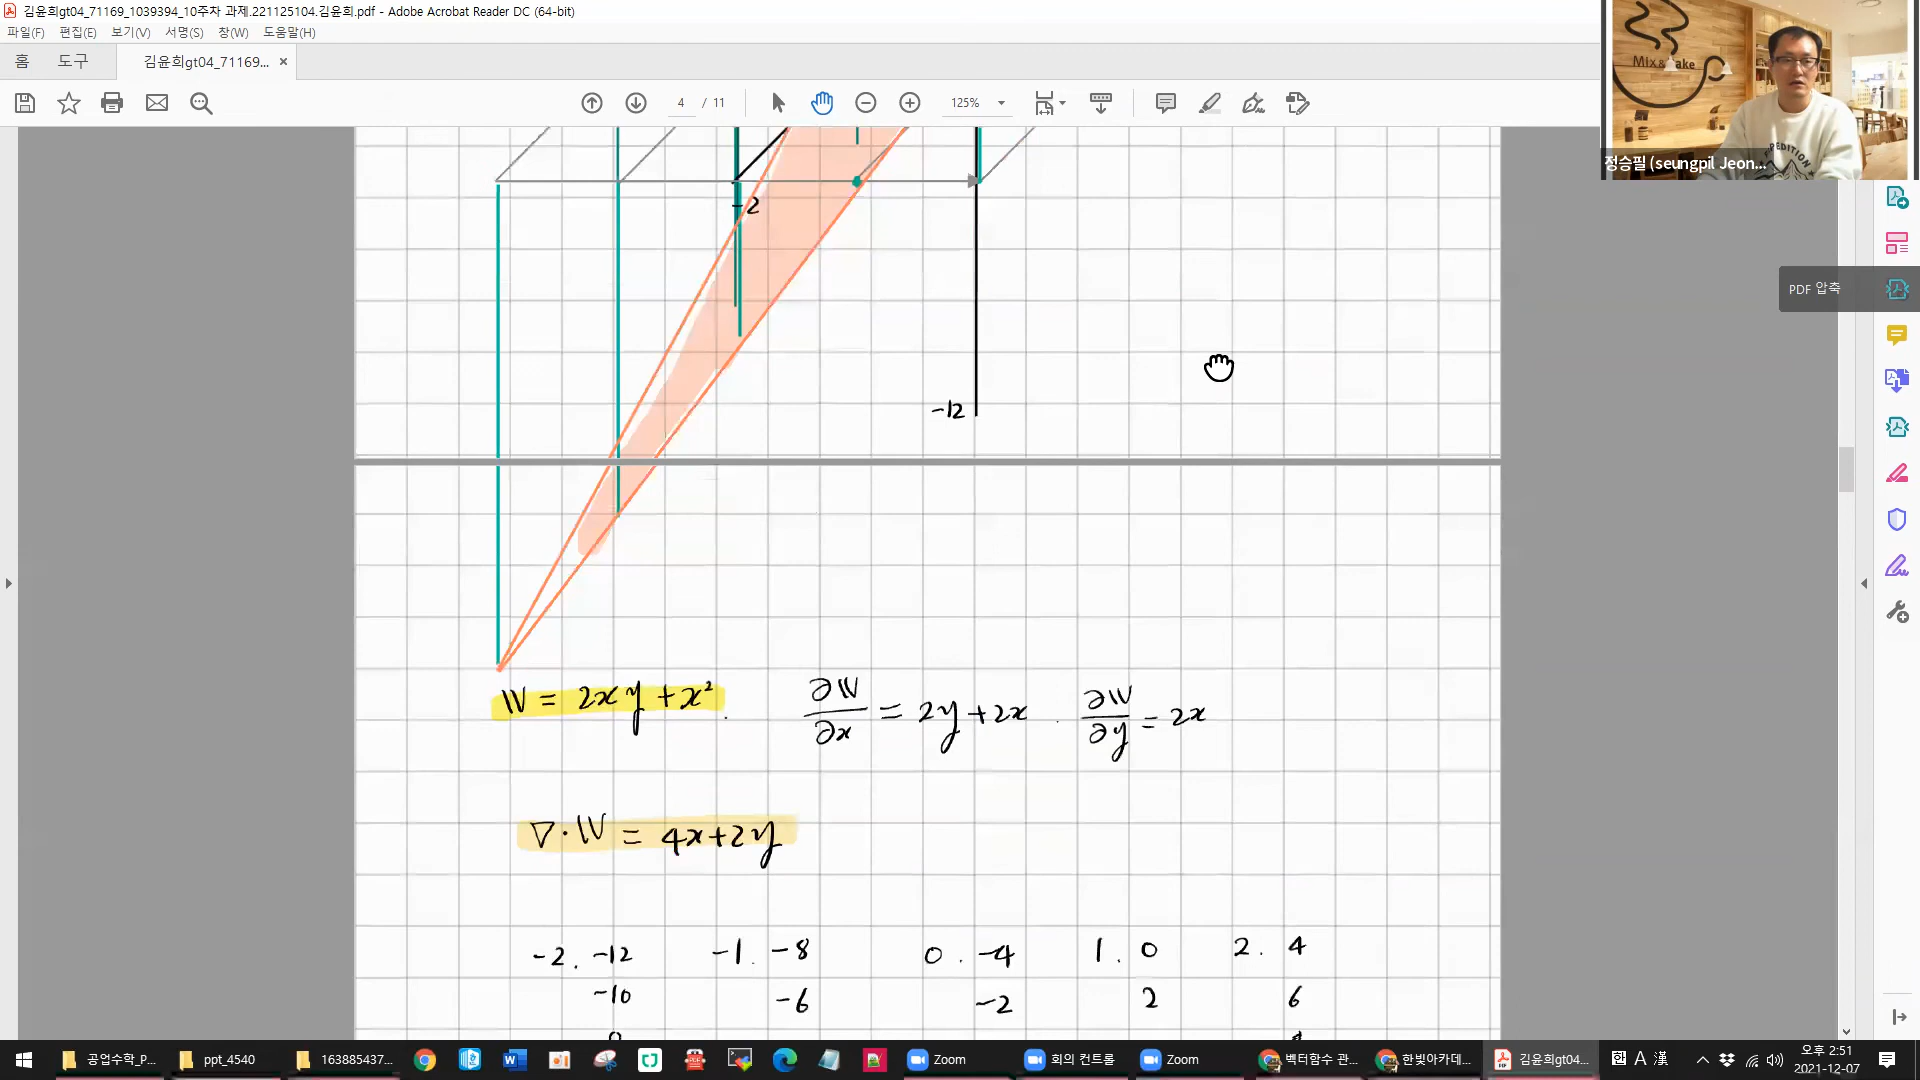 김윤희gt04_71169_1039394_10주차 과제.221125104.김윤희.pdf - Adobe Acrobat Reader DC (64-bit)
파일(F) 편집(E) 보기(V) 서명(S) 창(W) 도움말(H)
홈 도구 김윤희gt04_71169... ×
4 / 11 125%
Mix&
정승필 (seungpil Jeon...
PDF 압축
-2
-12
W = 2xy + x² . ∂W/∂x = 2y + 2x . ∂W/∂y = 2x
∇·W = 4x+2y
-2. -12 -1. -8 0 . -4 1 . 0 2. 4
-10 -6 -2 2 6
공업수학_P... ppt_4540 163885437... Zoom 회의 컨트롤 Zoom 벡터함수 관... 한빛아카데... 김윤희gt04... 한 A 漢 오후 2:51
2021-12-07